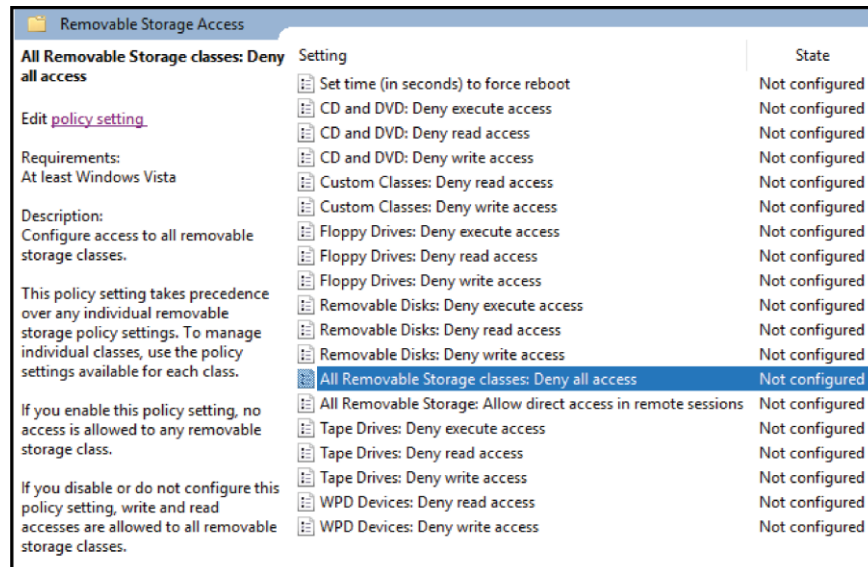 Removable Storage Access
All Removable Storage classes: Deny
all access
Edit policy setting
Requirements:
At least Windows Vista
Description:
Configure access to all removable
storage classes.
This policy setting takes precedence
over any individual removable
storage policy settings. To manage
individual classes, use the policy
settings available for each class.
If you enable this policy setting, no
access is allowed to any removable
storage class.
If you disable or do not configure this
policy setting, write and read
accesses are allowed to all removable
storage classes.
Setting State
Set time (in seconds) to force reboot Not configured
CD and DVD: Deny execute access Not configured
CD and DVD: Deny read access Not configured
CD and DVD: Deny write access Not configured
Custom Classes: Deny read access Not configured
Custom Classes: Deny write access Not configured
Floppy Drives: Deny execute access Not configured
Floppy Drives: Deny read access Not configured
Floppy Drives: Deny write access Not configured
Removable Disks: Deny execute access Not configured
Removable Disks: Deny read access Not configured
Removable Disks: Deny write access Not configured
All Removable Storage classes: Deny all access Not configured
All Removable Storage: Allow direct access in remote sessions Not configured
Tape Drives: Deny execute access Not configured
Tape Drives: Deny read access Not configured
Tape Drives: Deny write access Not configured
WPD Devices: Deny read access Not configured
WPD Devices: Deny write access Not configured